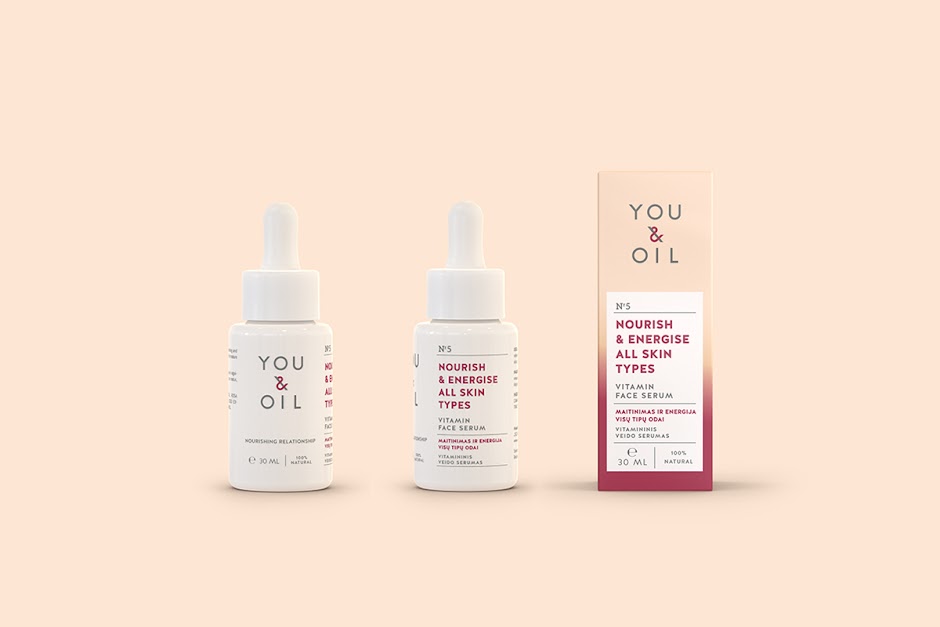 YOU
&
OIL
NOURISHING RELATIONSHIP
℮ 30 ML
100%
NATURAL
Nº5
Nº5
NOURISH
& ENERGISE
ALL SKIN
TYPES
VITAMIN
FACE SERUM
MAITINIMAS IR ENERGIJA
VISŲ TIPŲ ODAI
VITAMININIS
VEIDO SERUMAS
YOU
&
OIL
Nº5
NOURISH
& ENERGISE
ALL SKIN
TYPES
VITAMIN
FACE SERUM
MAITINIMAS IR ENERGIJA
VISŲ TIPŲ ODAI
VITAMININIS
VEIDO SERUMAS
℮
30 ML
100%
NATURAL